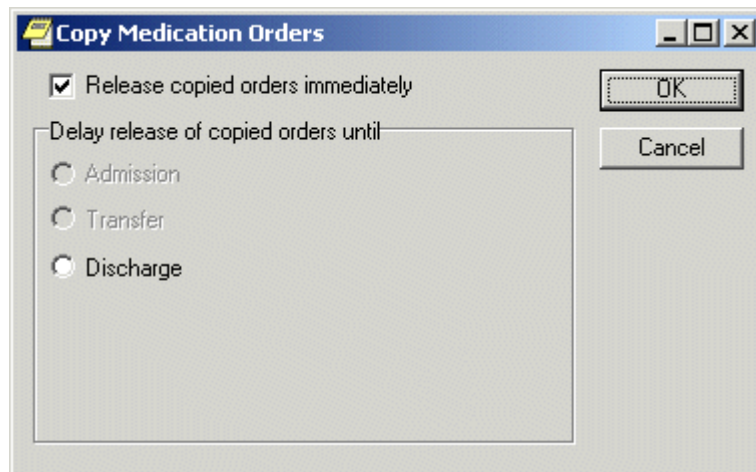 Copy Medication Orders
Release copied orders immediately
OK
Delay release of copied orders until
Cancel
Admission
Transfer
Discharge